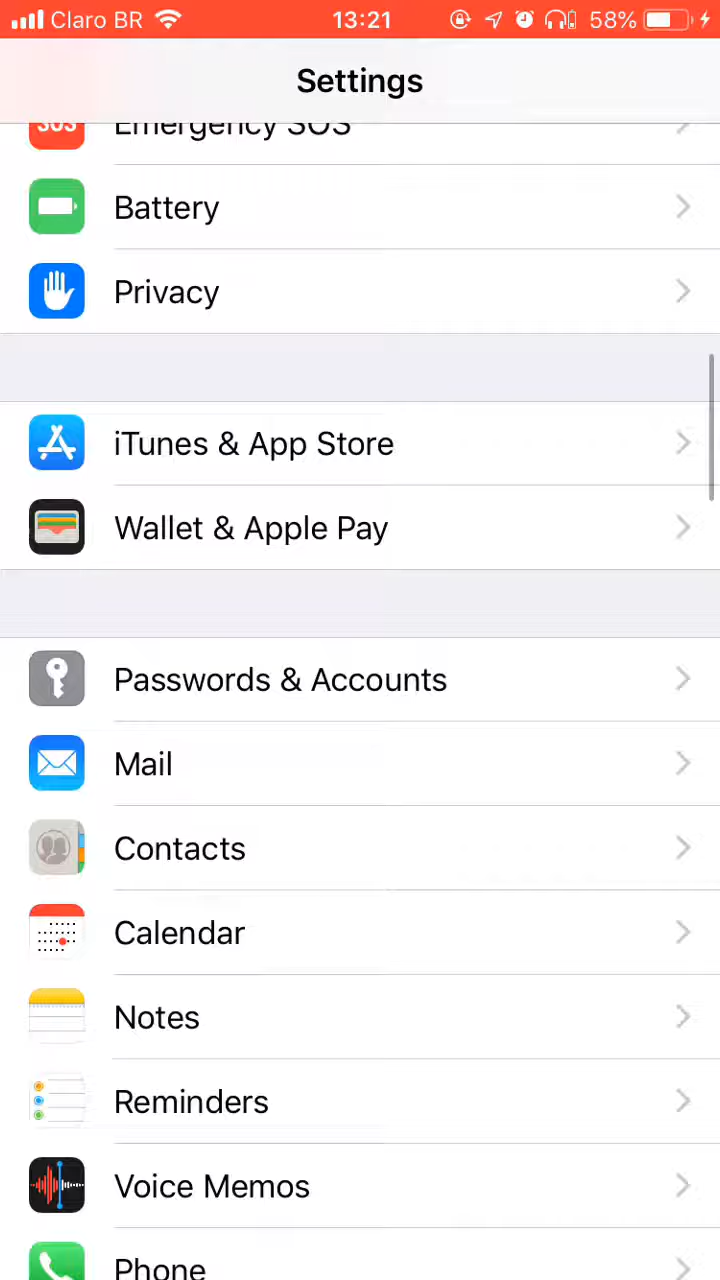 Claro BR 13:21 58%
Settings
SOS Emergency SOS
Battery
Privacy
iTunes & App Store
Wallet & Apple Pay
Passwords & Accounts
Mail
Contacts
Calendar
Notes
Reminders
Voice Memos
Phone